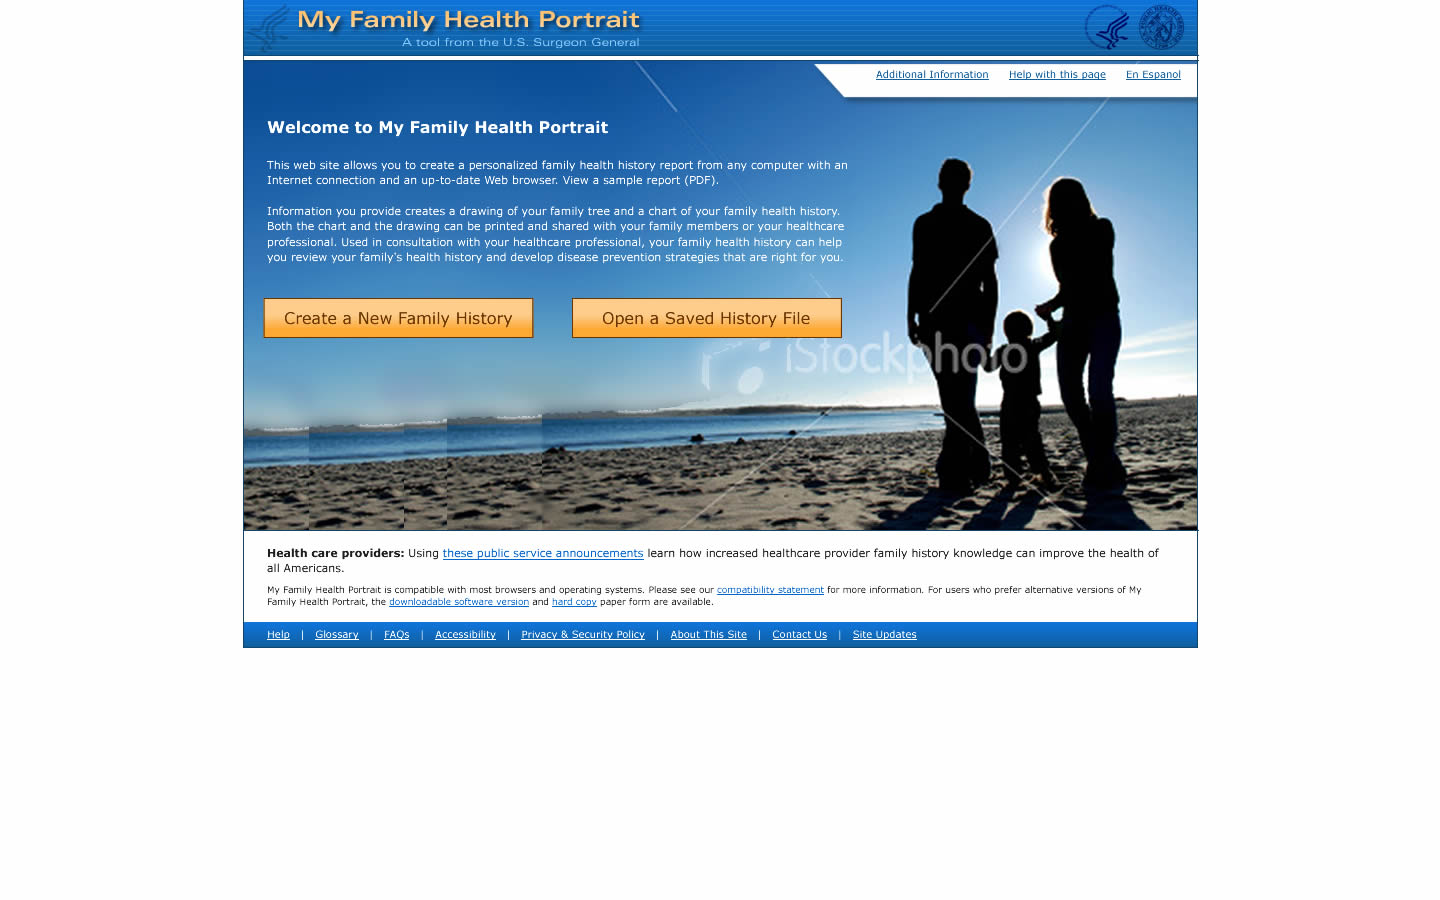 My Family Health Portrait
A tool from the U.S. Surgeon General
Additional Information Help with this page En Espanol
Welcome to My Family Health Portrait
This web site allows you to create a personalized family health history report from any computer with an
Internet connection and an up-to-date Web browser. View a sample report (PDF).
Information you provide creates a drawing of your family tree and a chart of your family health history.
Both the chart and the drawing can be printed and shared with your family members or your healthcare
professional. Used in consultation with your healthcare professional, your family health history can help
you review your family's health history and develop disease prevention strategies that are right for you.
Create a New Family History Open a Saved History File
iStockphoto
Health care providers: Using these public service announcements learn how increased healthcare provider family history knowledge can improve the health of
all Americans.
My Family Health Portrait is compatible with most browsers and operating systems. Please see our compatibility statement for more information. For users who prefer alternative versions of My
Family Health Portrait, the downloadable software version and hard copy paper form are available.
Help | Glossary | FAQs | Accessibility | Privacy & Security Policy | About This Site | Contact Us | Site Updates